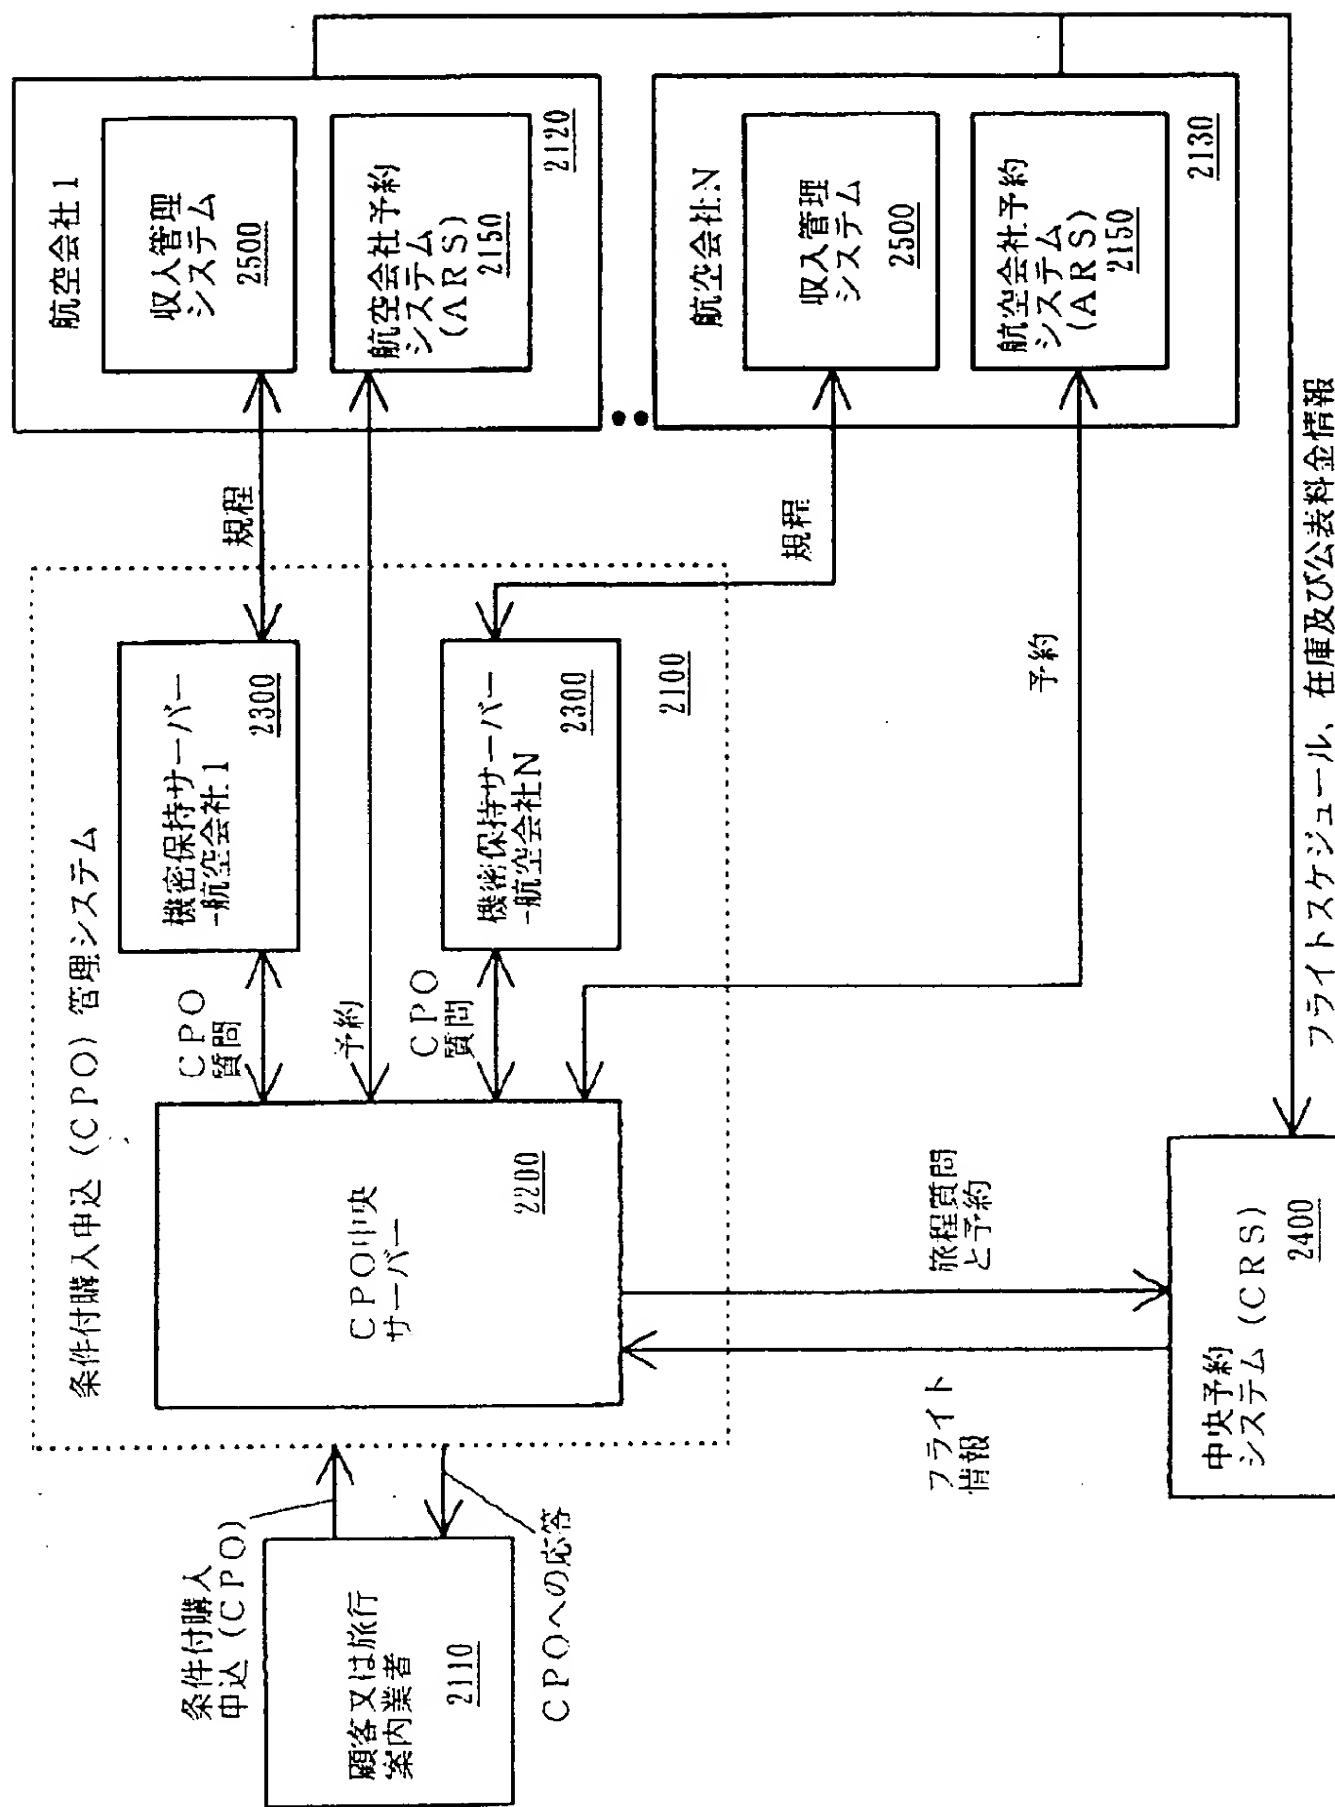 条件付購入
申込(CPO)
顧客又は旅行
案内業者
2110
CPOへの応答
条件付購入申込(CPO)管理システム
CPO中央
サーバー
2200
CPO
質問
予約
CPO
質問
機密保持サーバー
-航空会社1
2300
機密保持サーバー
-航空会社N
2300
2100
規程
規程
予約
航空会社1
収入管理
システム
2500
航空会社予約
システム
(ARS)
2150
2120
航空会社N
収入管理
システム
2500
航空会社予約
システム
(ARS)
2150
2130
フライト
情報
旅程質問
と予約
中央予約
システム(CRS)
2400
フライトスケジュール、在庫及び公表料金情報